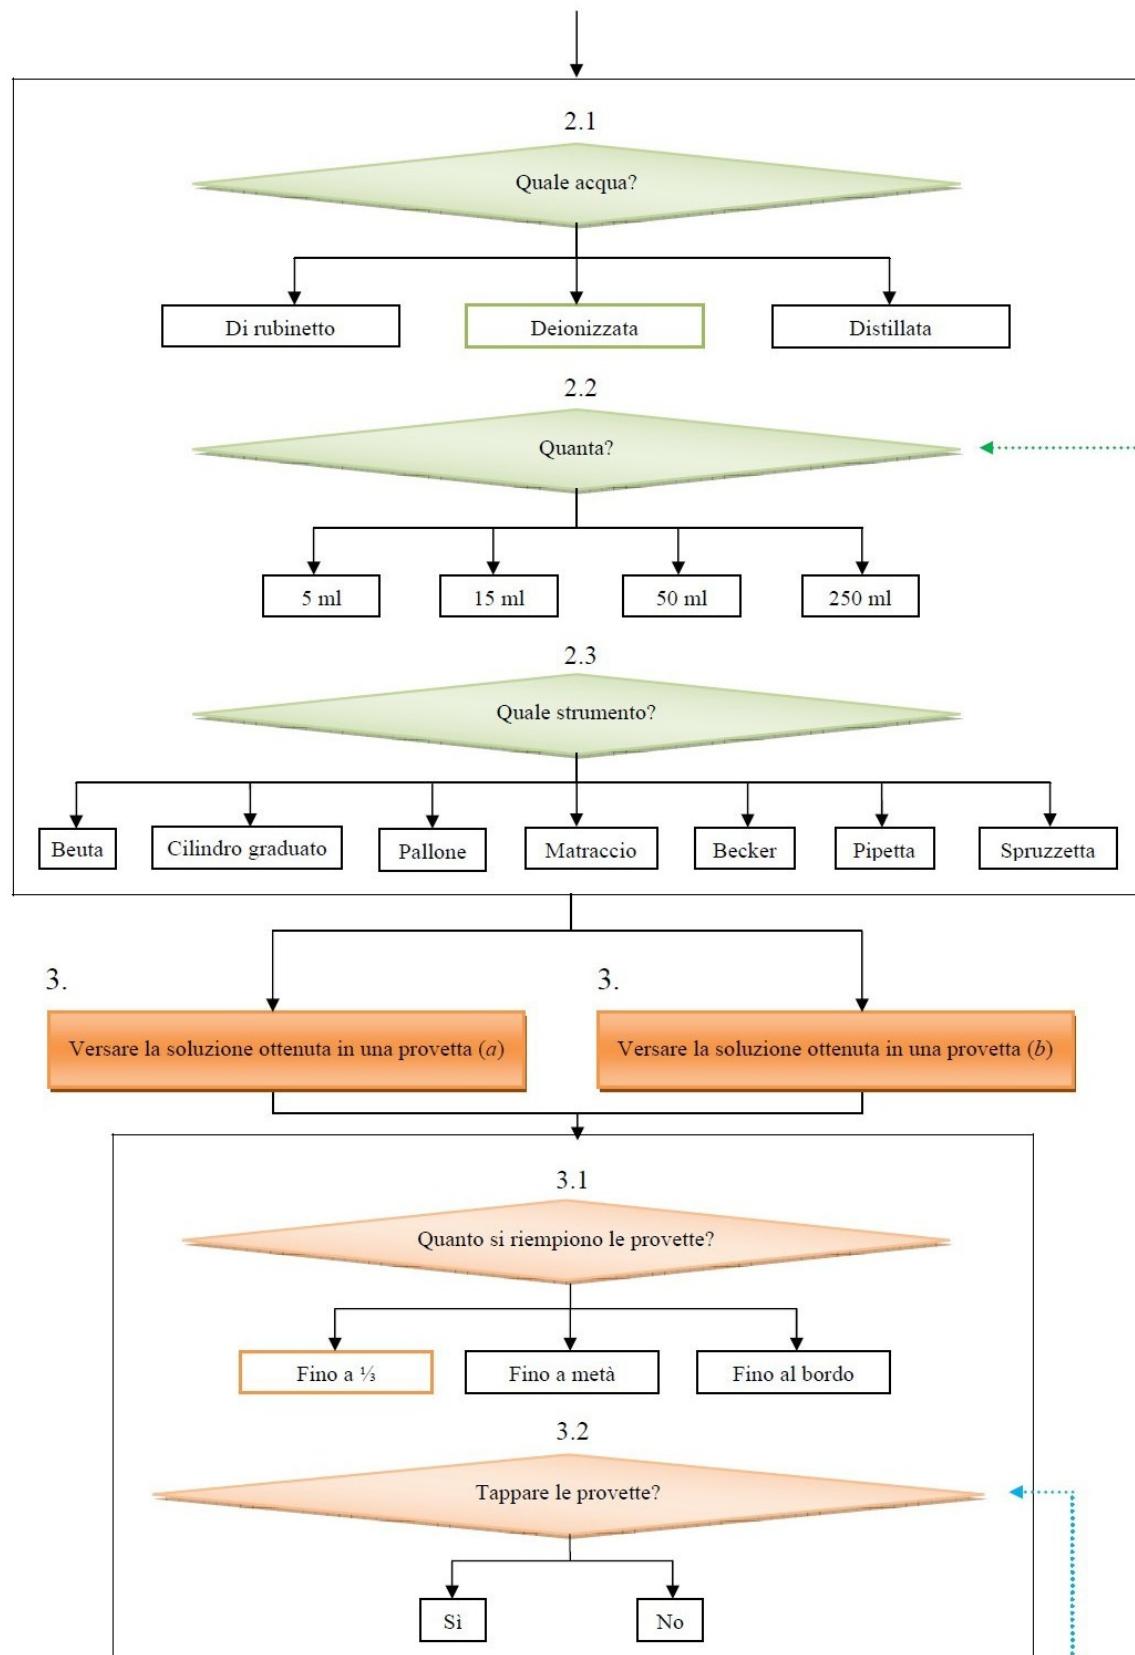 2.1
Quale acqua?
Di rubinetto
Deionizzata
Distillata
2.2
Quanta?
5 ml
15 ml
50 ml
250 ml
2.3
Quale strumento?
Beuta
Cilindro graduato
Pallone
Matraccio
Becker
Pipetta
Spruzzetta
3.
3.
Versare la soluzione ottenuta in una provetta (a)
Versare la soluzione ottenuta in una provetta (b)
3.1
Quanto si riempiono le provette?
Fino a ⅓
Fino a metà
Fino al bordo
3.2
Tappare le provette?
Sì
No